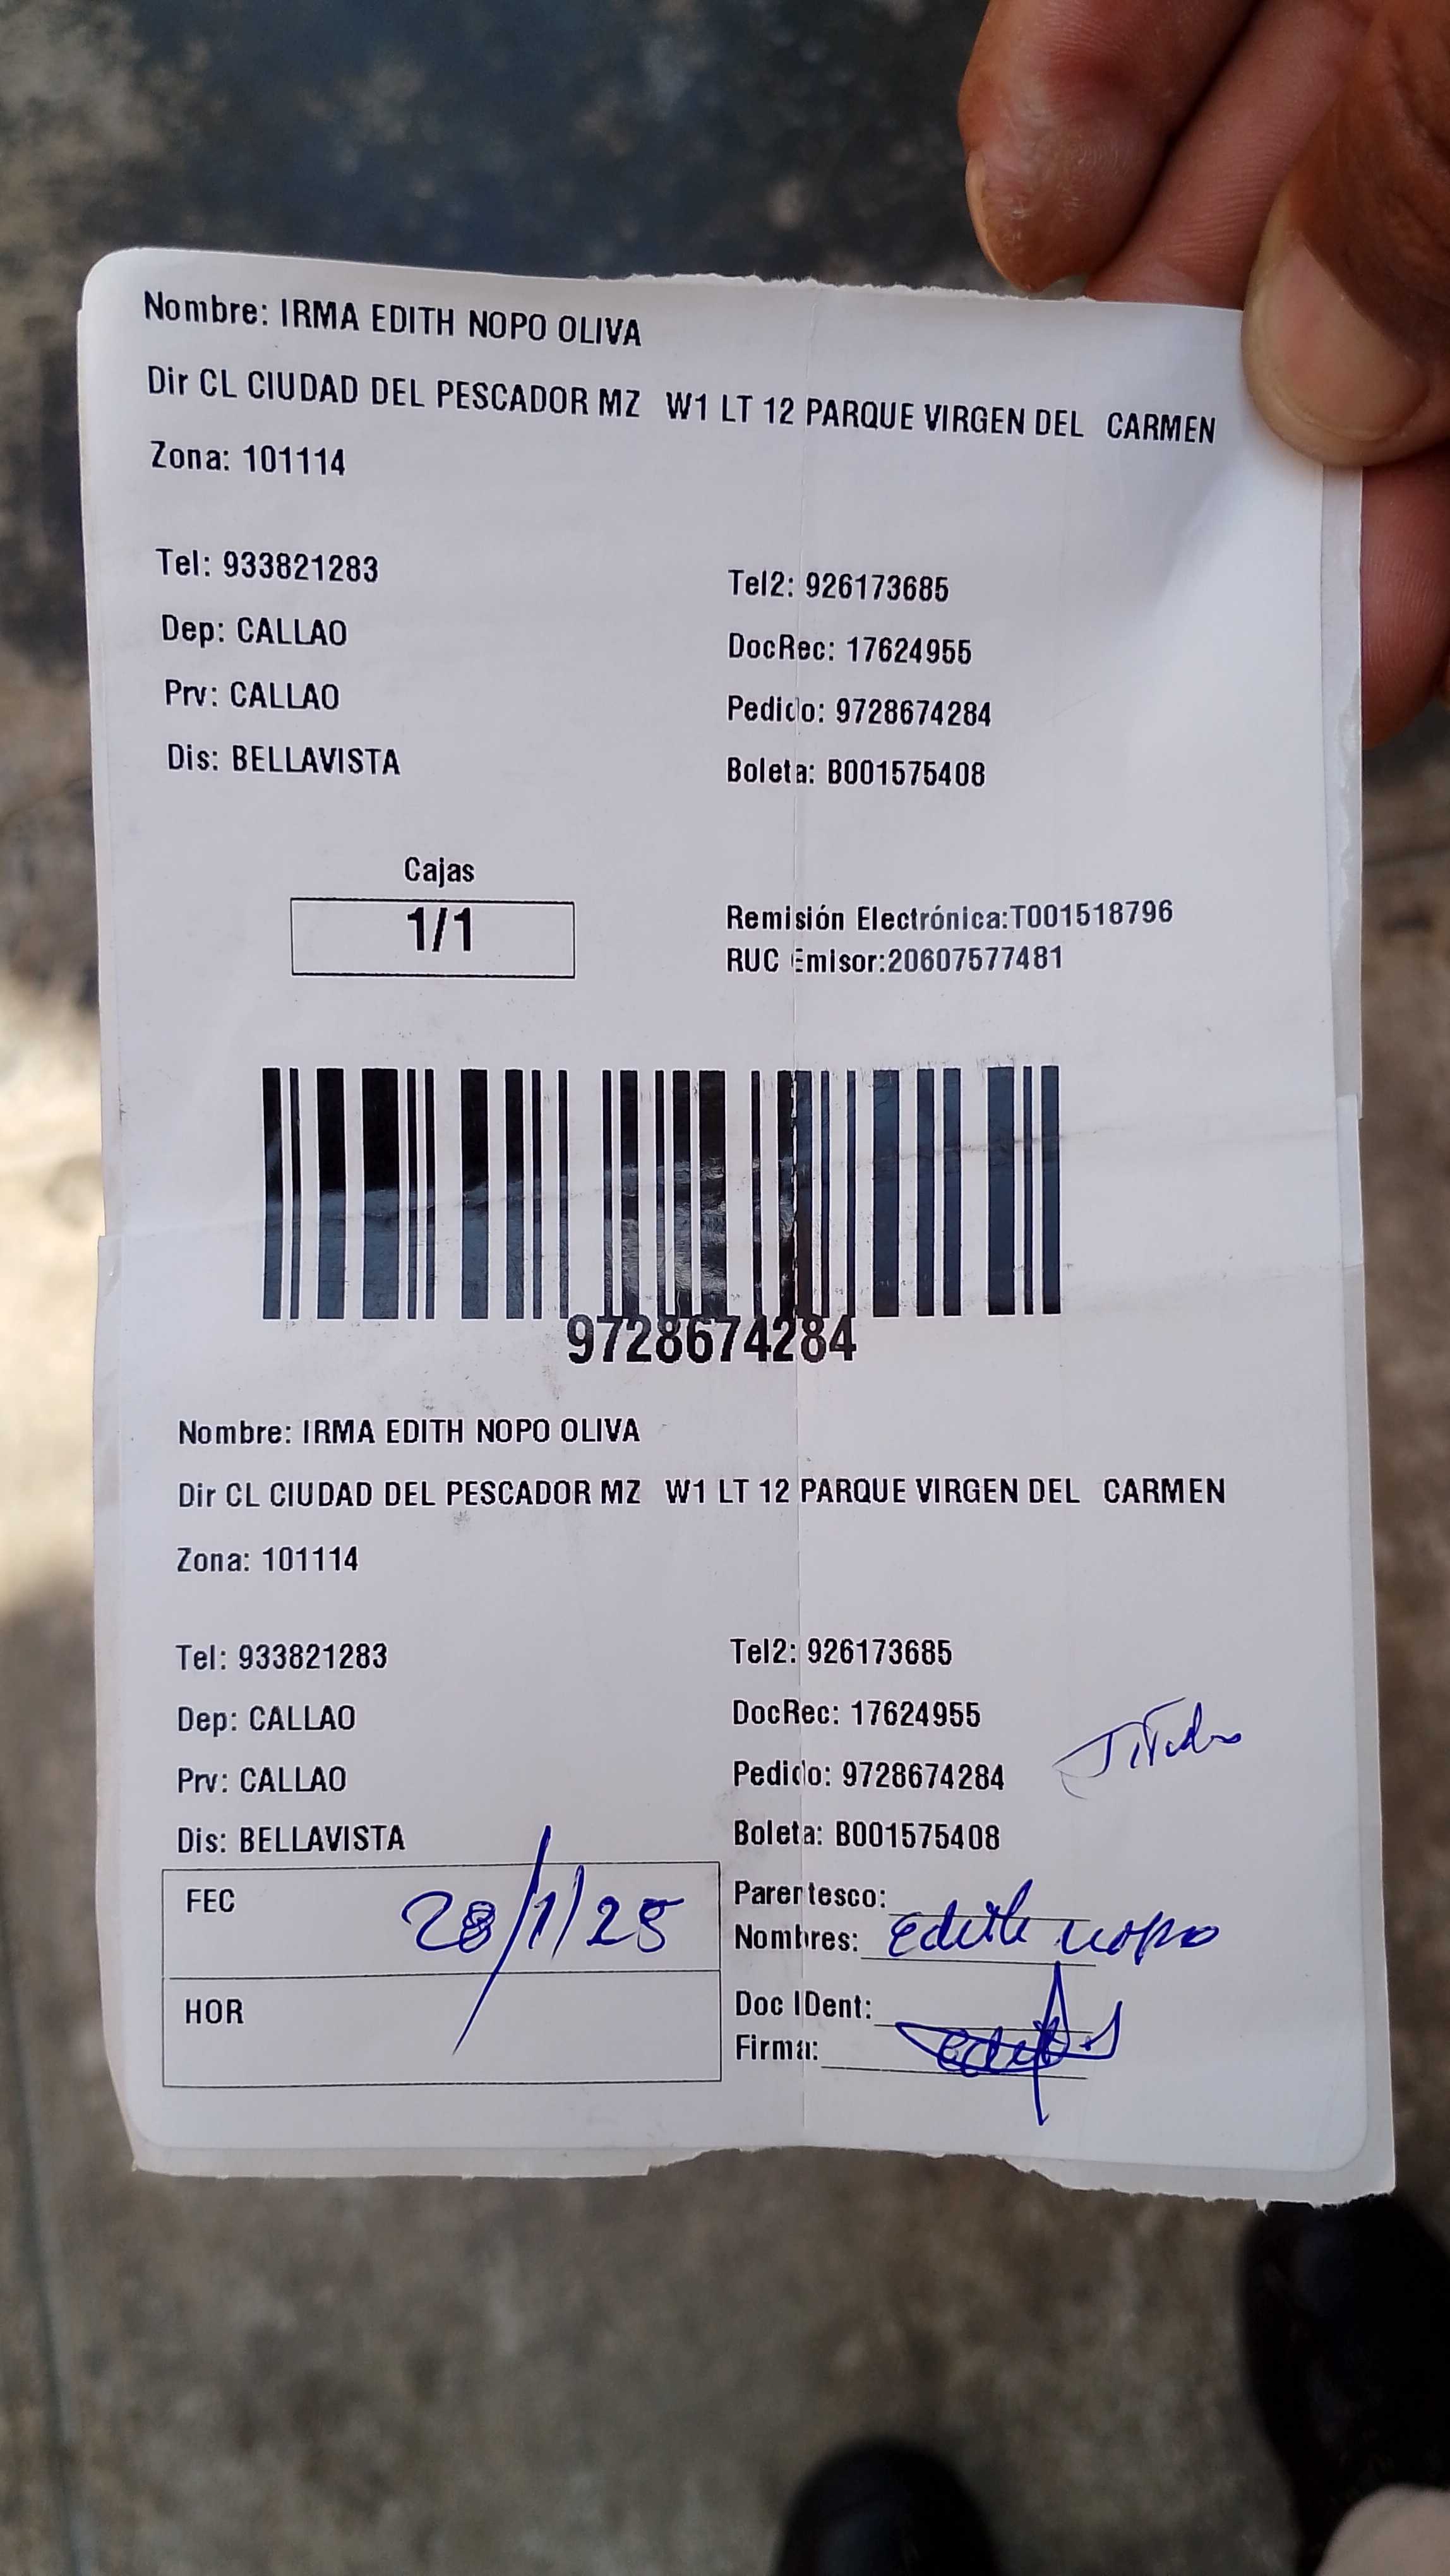 Nombre: IRMA EDITH NOPO OLIVA
Dir CL CIUDAD DEL PESCADOR MZ W1 LT 12 PARQUE VIRGEN DEL CARMEN
Zona: 101114
Tel: 933821283 Tel2: 926173685
Dep: CALLAO DocRec: 17624955
Prv: CALLAO Pedido: 9728674284
Dis: BELLAVISTA Boleta: B001575408
Cajas
1/1
Remisión Electrónica:T001518796
RUC Emisor:20607577481
9728674284
Nombre: IRMA EDITH NOPO OLIVA
Dir CL CIUDAD DEL PESCADOR MZ W1 LT 12 PARQUE VIRGEN DEL CARMEN
Zona: 101114
Tel: 933821283 Tel2: 926173685
Dep: CALLAO DocRec: 17624955
Prv: CALLAO Pedido: 9728674284
Dis: BELLAVISTA Boleta: B001575408
FEC 28/1/25
HOR
Parentesco:
Nombres: Edith nopo
Doc IDent:
Firma: